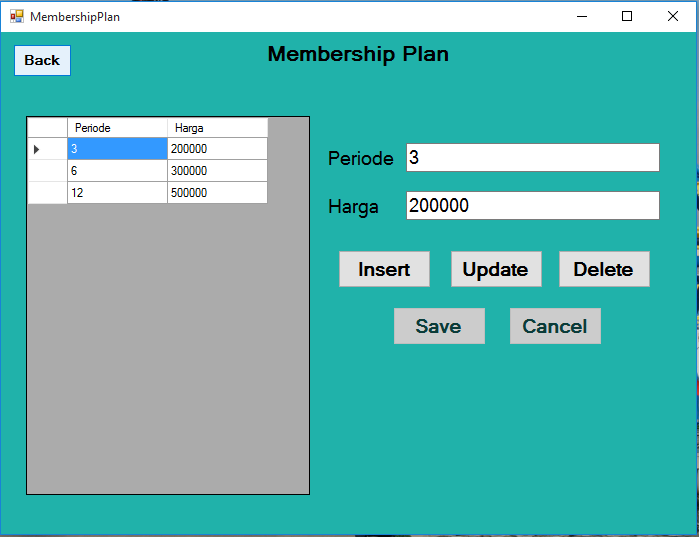 MembershipPlan
Back
Membership Plan
Periode Harga
3 200000
6 300000
12 500000
Periode 3
Harga 200000
Insert Update Delete
Save Cancel